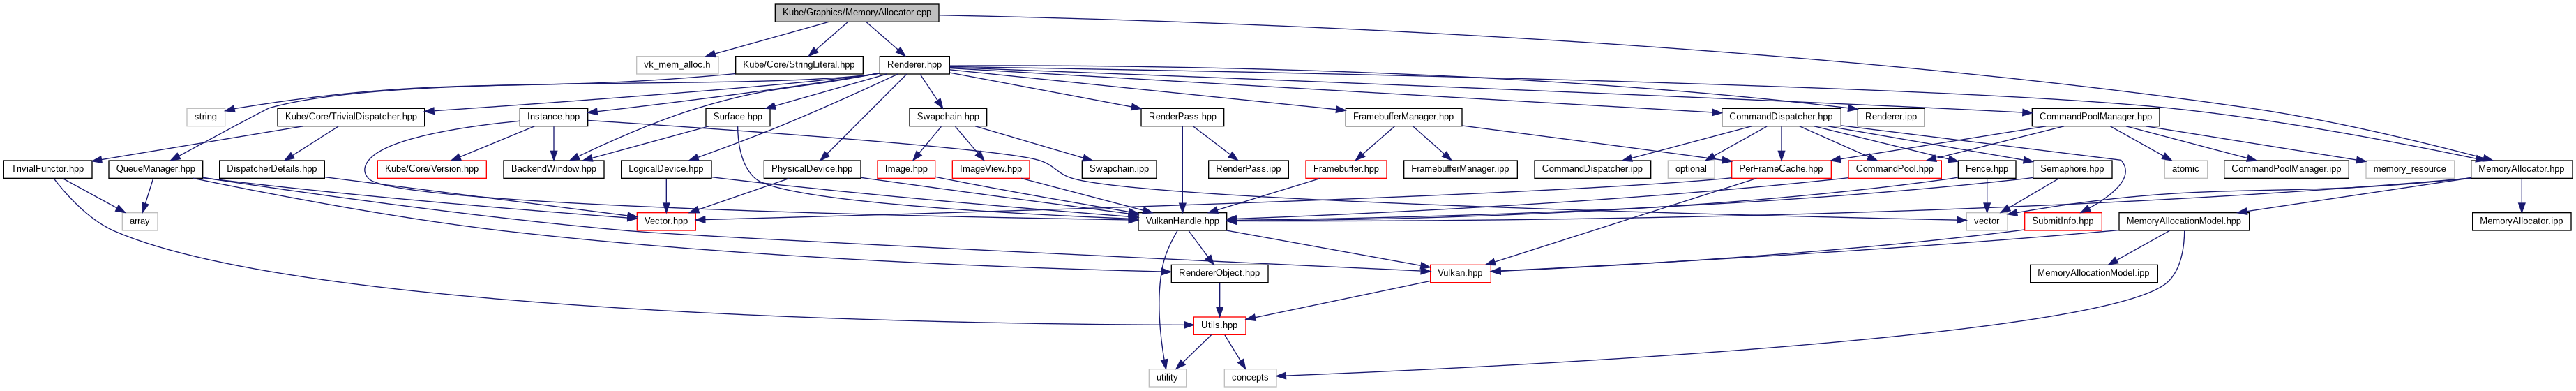 Kube/Graphics/MemoryAllocator.cpp
vk_mem_alloc.h
Kube/Core/StringLiteral.hpp
Renderer.hpp
string
Kube/Core/TrivialDispatcher.hpp
Instance.hpp
Surface.hpp
Swapchain.hpp
RenderPass.hpp
FramebufferManager.hpp
CommandDispatcher.hpp
Renderer.ipp
CommandPoolManager.hpp
TrivialFunctor.hpp
QueueManager.hpp
DispatcherDetails.hpp
Kube/Core/Version.hpp
BackendWindow.hpp
LogicalDevice.hpp
PhysicalDevice.hpp
Image.hpp
ImageView.hpp
Swapchain.ipp
RenderPass.ipp
Framebuffer.hpp
FramebufferManager.ipp
CommandDispatcher.ipp
optional
PerFrameCache.hpp
CommandPool.hpp
Fence.hpp
Semaphore.hpp
atomic
CommandPoolManager.ipp
memory_resource
MemoryAllocator.hpp
array
Vector.hpp
VulkanHandle.hpp
vector
SubmitInfo.hpp
MemoryAllocationModel.hpp
MemoryAllocator.ipp
RendererObject.hpp
Vulkan.hpp
MemoryAllocationModel.ipp
Utils.hpp
utility
concepts